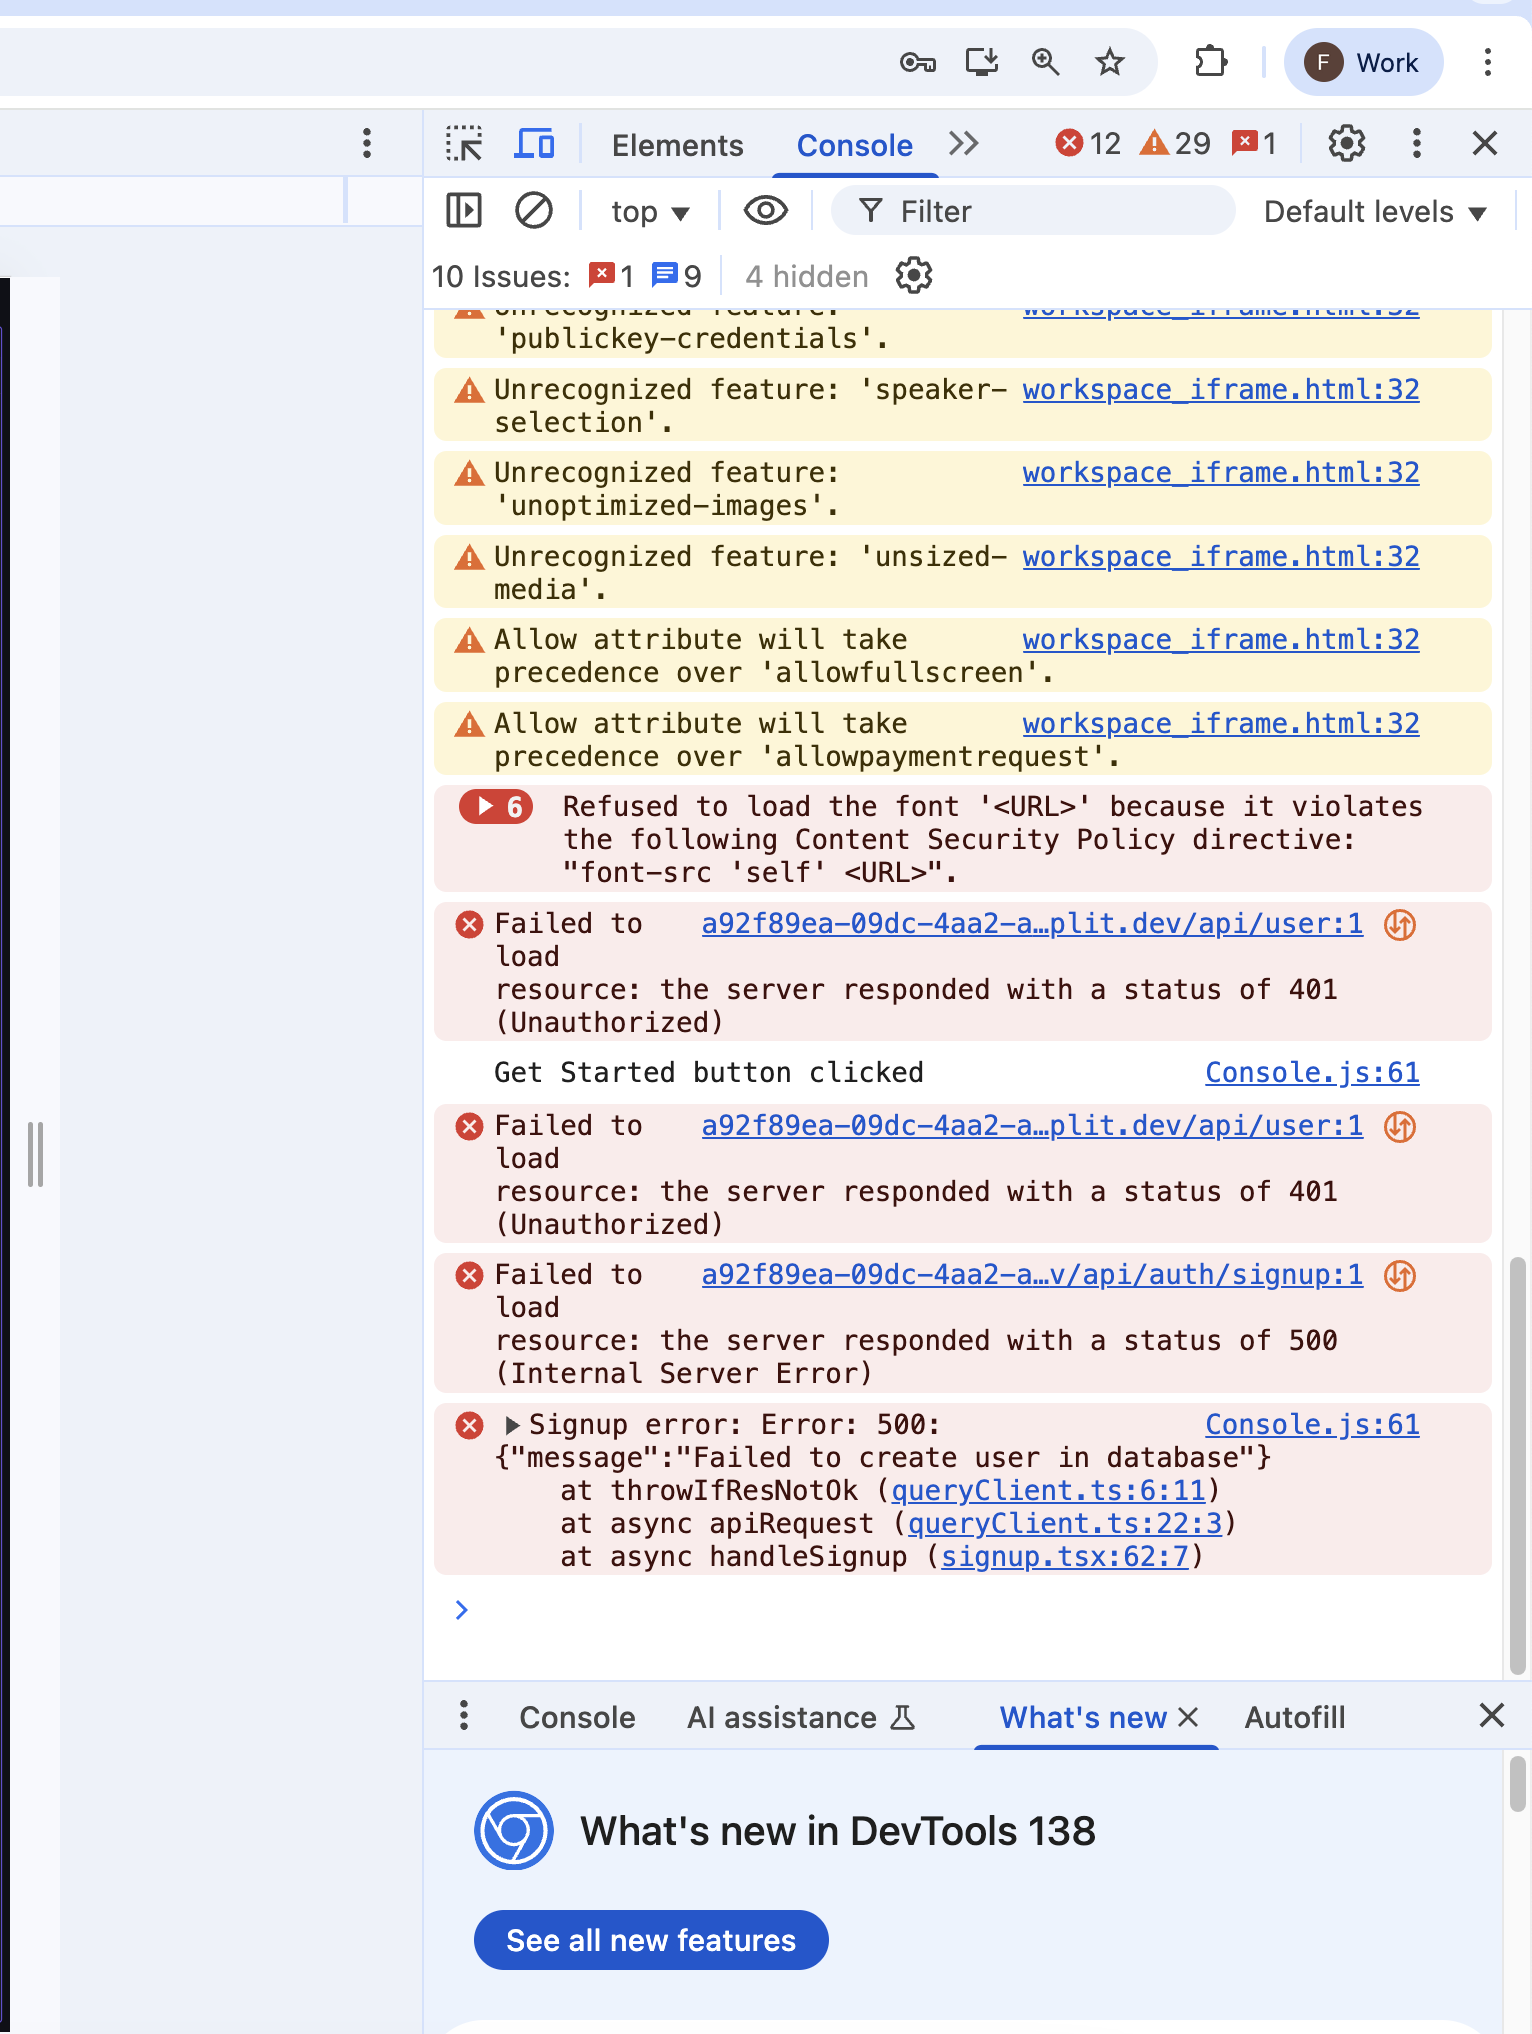 F Work
Elements Console 12 29 1
top Filter Default levels
10 Issues: 1 9 4 hidden
Unrecognized feature: workspace_iframe.html:32
'publickey-credentials'.
Unrecognized feature: 'speaker- workspace_iframe.html:32
selection'.
Unrecognized feature: workspace_iframe.html:32
'unoptimized-images'.
Unrecognized feature: 'unsized- workspace_iframe.html:32
media'.
Allow attribute will take workspace_iframe.html:32
precedence over 'allowfullscreen'.
Allow attribute will take workspace_iframe.html:32
precedence over 'allowpaymentrequest'.
6 Refused to load the font '<URL>' because it violates
the following Content Security Policy directive:
"font-src 'self' <URL>".
Failed to a92f89ea-09dc-4aa2-a…plit.dev/api/user:1
load
resource: the server responded with a status of 401
(Unauthorized)
Get Started button clicked Console.js:61
Failed to a92f89ea-09dc-4aa2-a…plit.dev/api/user:1
load
resource: the server responded with a status of 401
(Unauthorized)
Failed to a92f89ea-09dc-4aa2-a…v/api/auth/signup:1
load
resource: the server responded with a status of 500
(Internal Server Error)
Signup error: Error: 500: Console.js:61
{"message":"Failed to create user in database"}
at throwIfResNotOk (queryClient.ts:6:11)
at async apiRequest (queryClient.ts:22:3)
at async handleSignup (signup.tsx:62:7)
Console AI assistance What's new Autofill
What's new in DevTools 138
See all new features